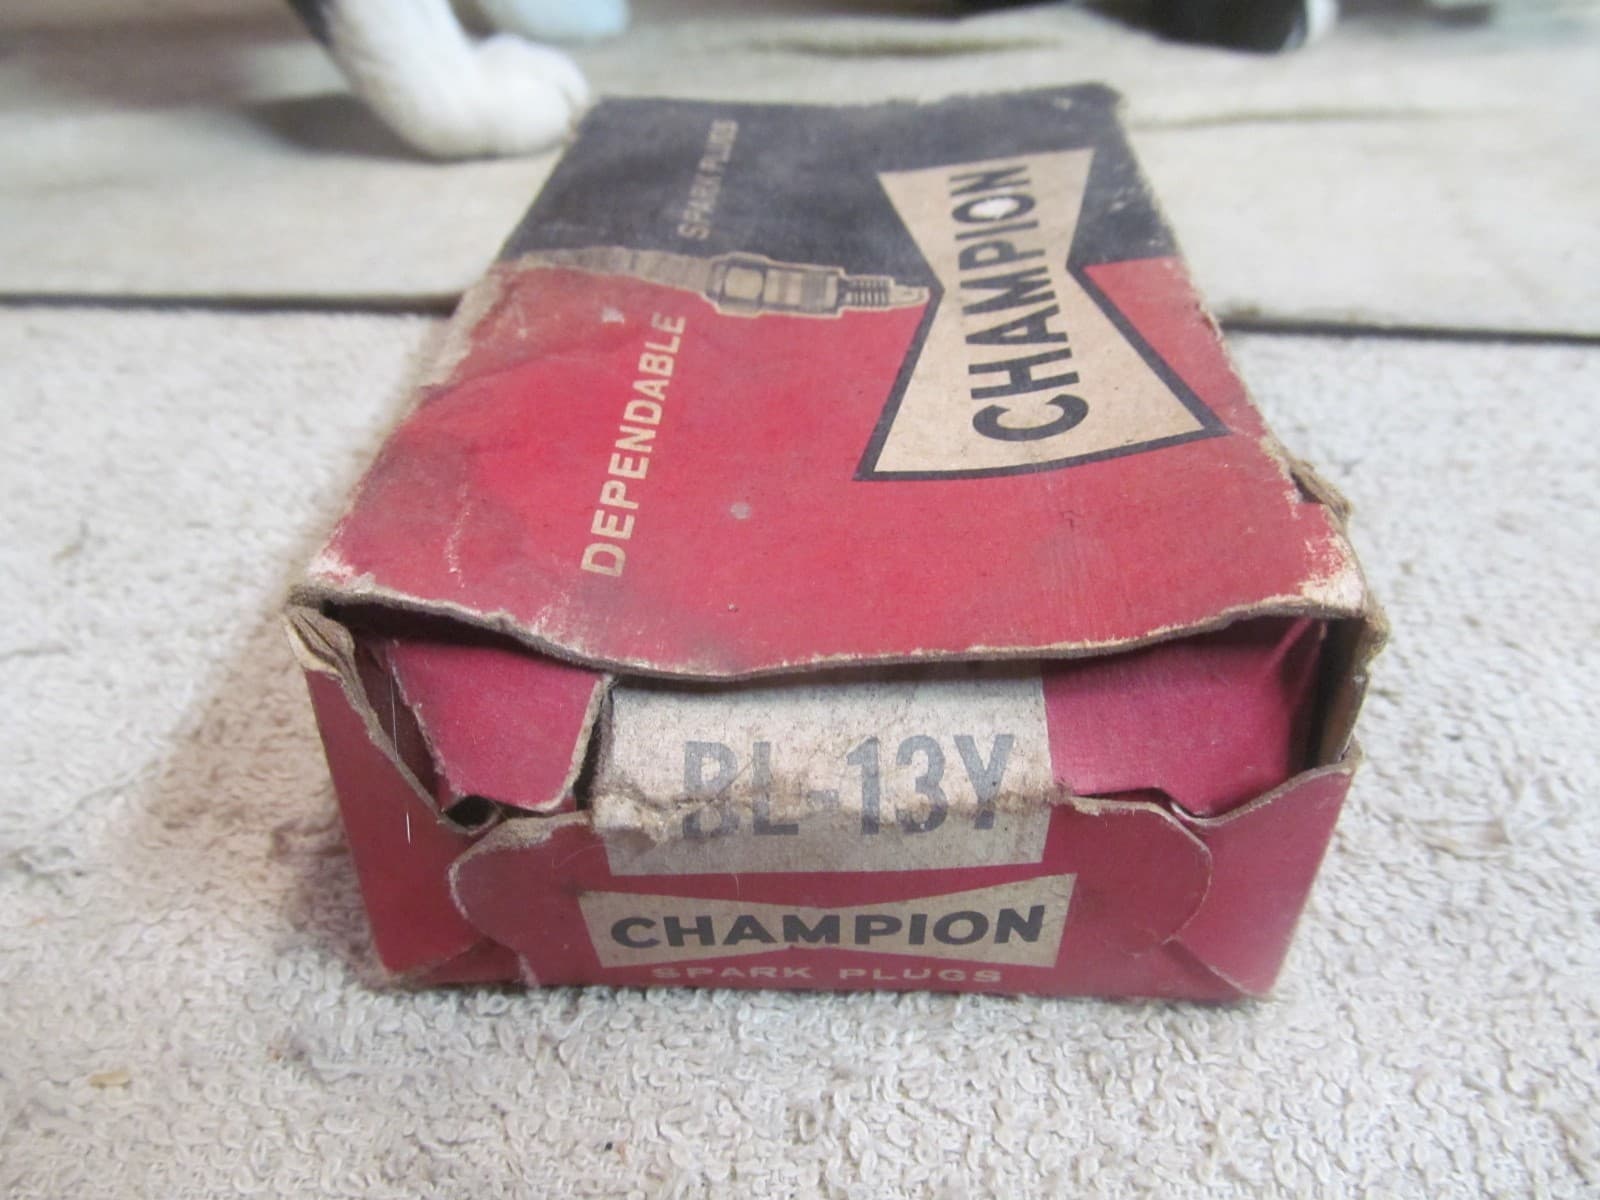 SPARK PLUGS
DEPENDABLE
CHAMPION
BL-13Y
CHAMPION
SPARK PLUGS